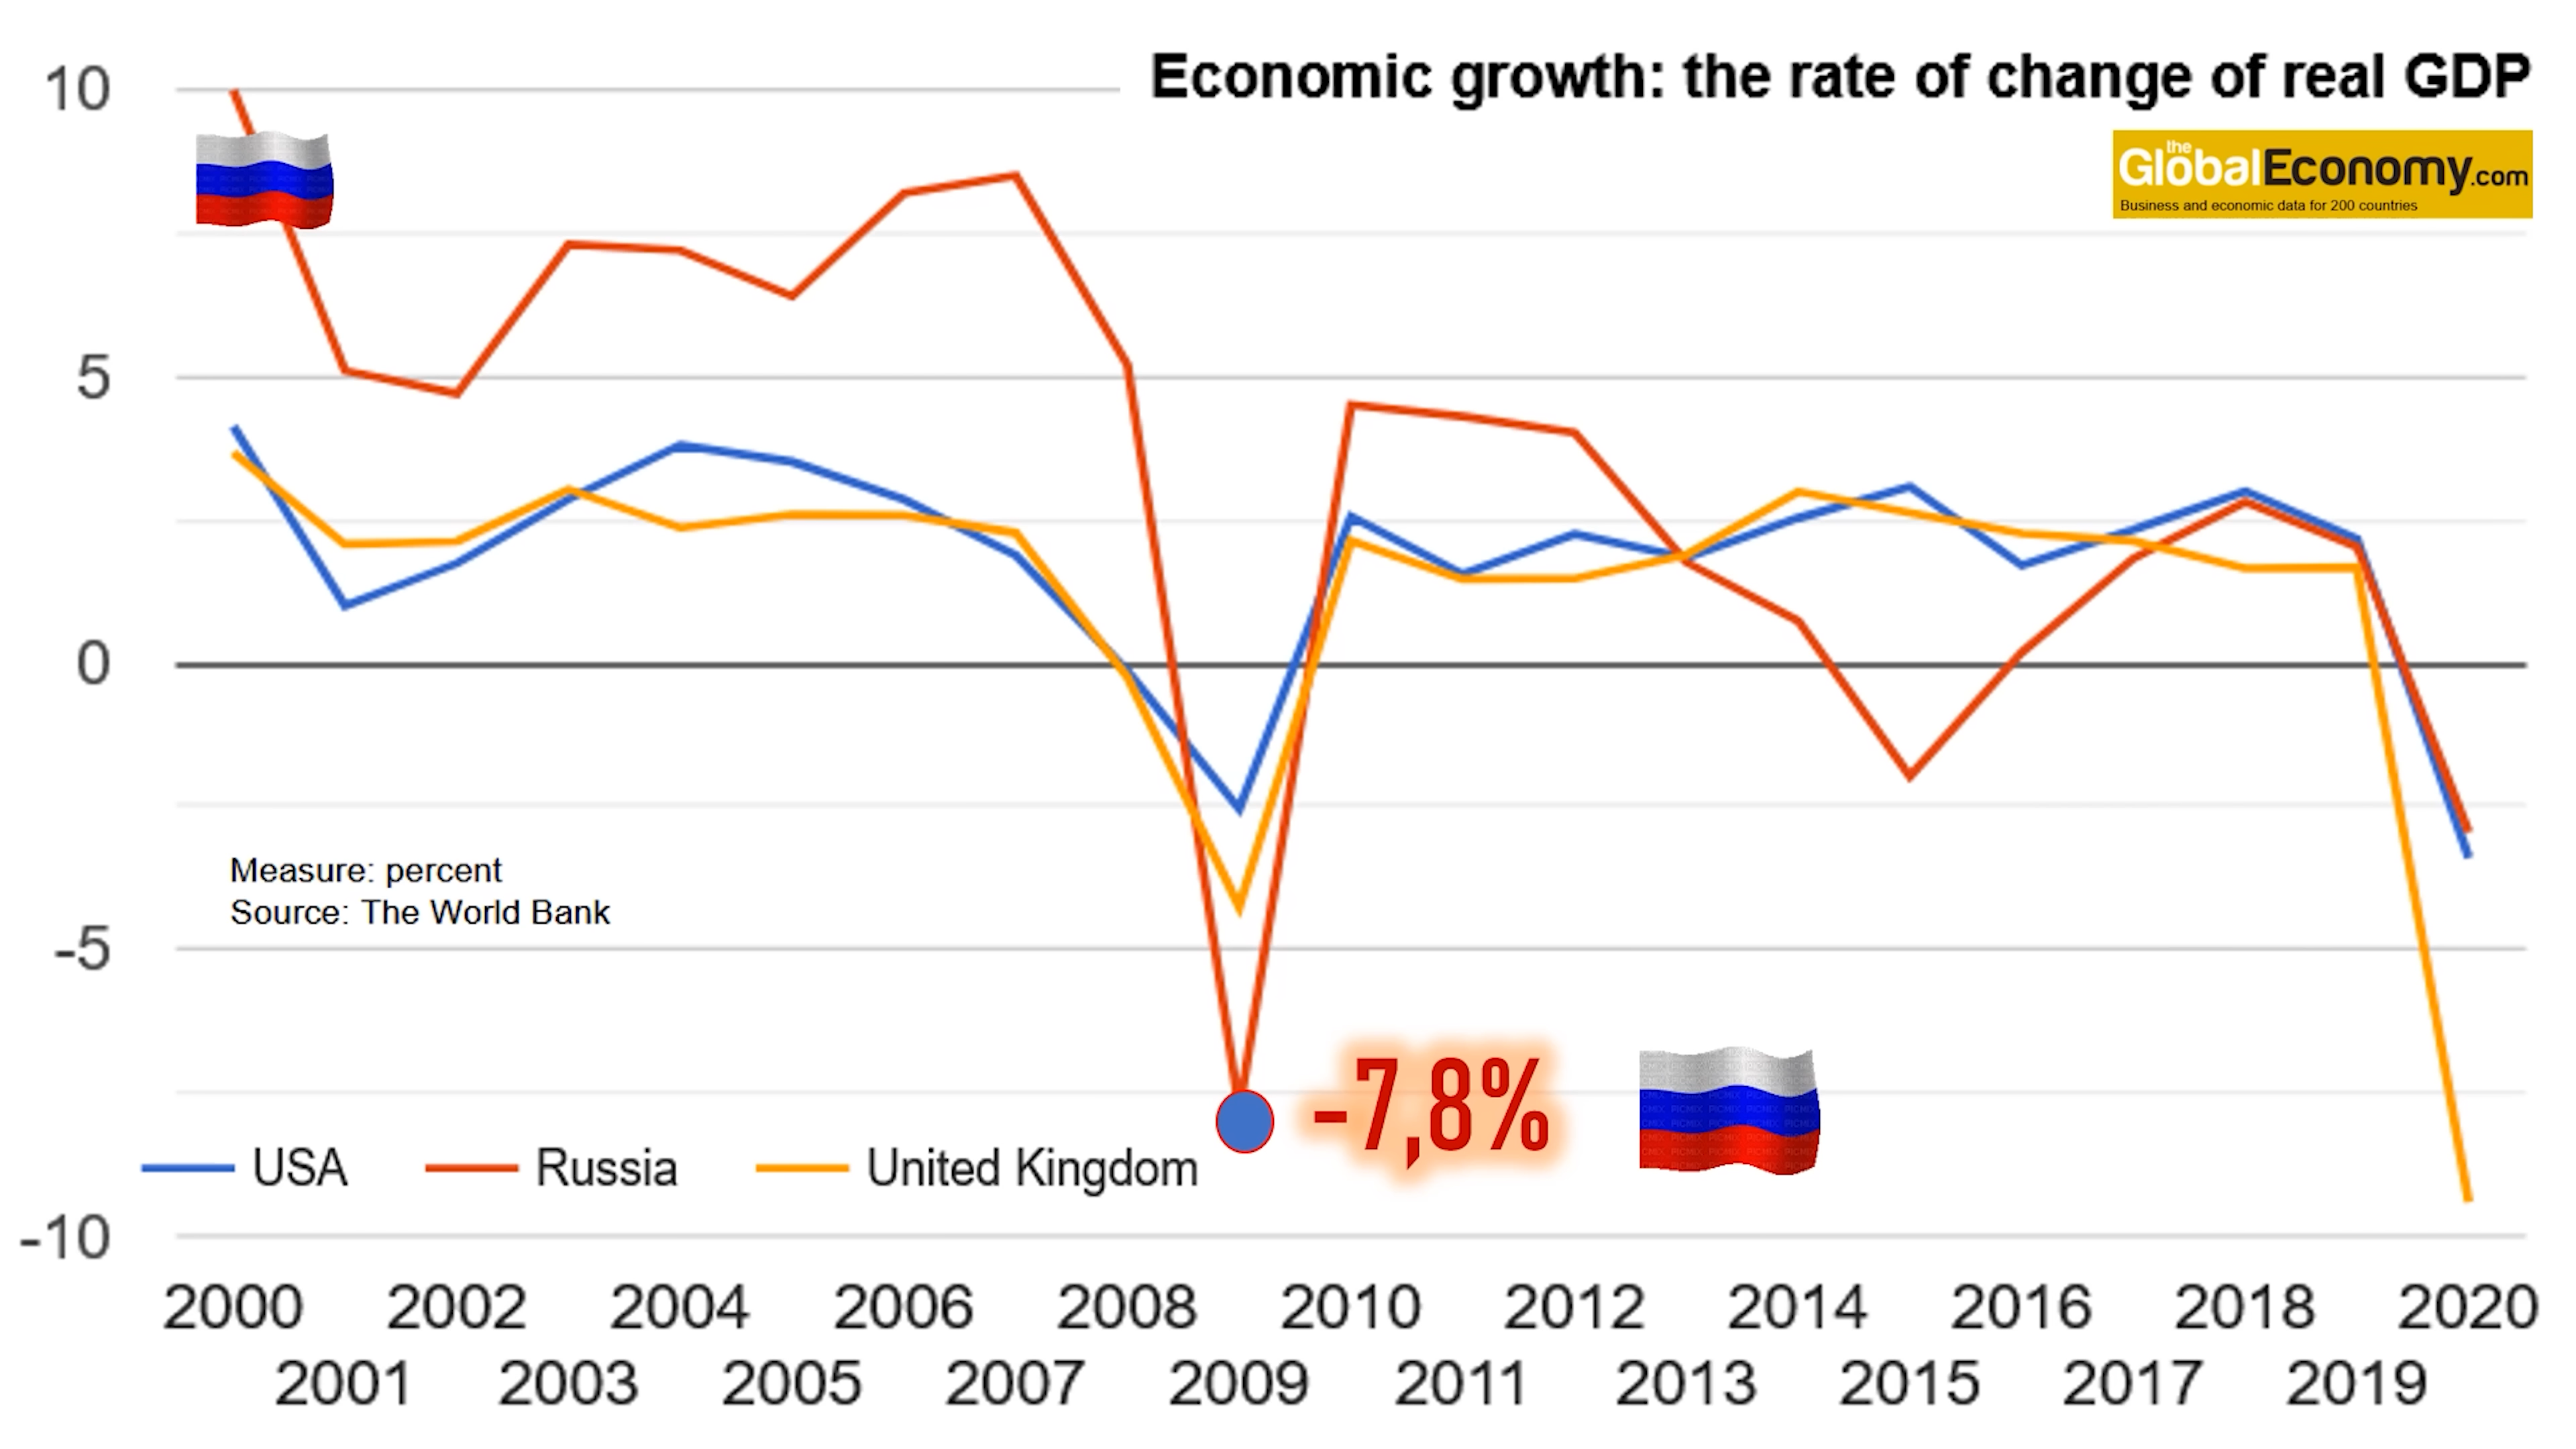 Economic growth: the rate of change of real GDP
the
GlobalEconomy.com
Business and economic data for 200 countries
10
5
0
-5
-10
Measure: percent
Source: The World Bank
-7,8%
USA Russia United Kingdom
2000 2002 2004 2006 2008 2010 2012 2014 2016 2018 2020
2001 2003 2005 2007 2009 2011 2013 2015 2017 2019